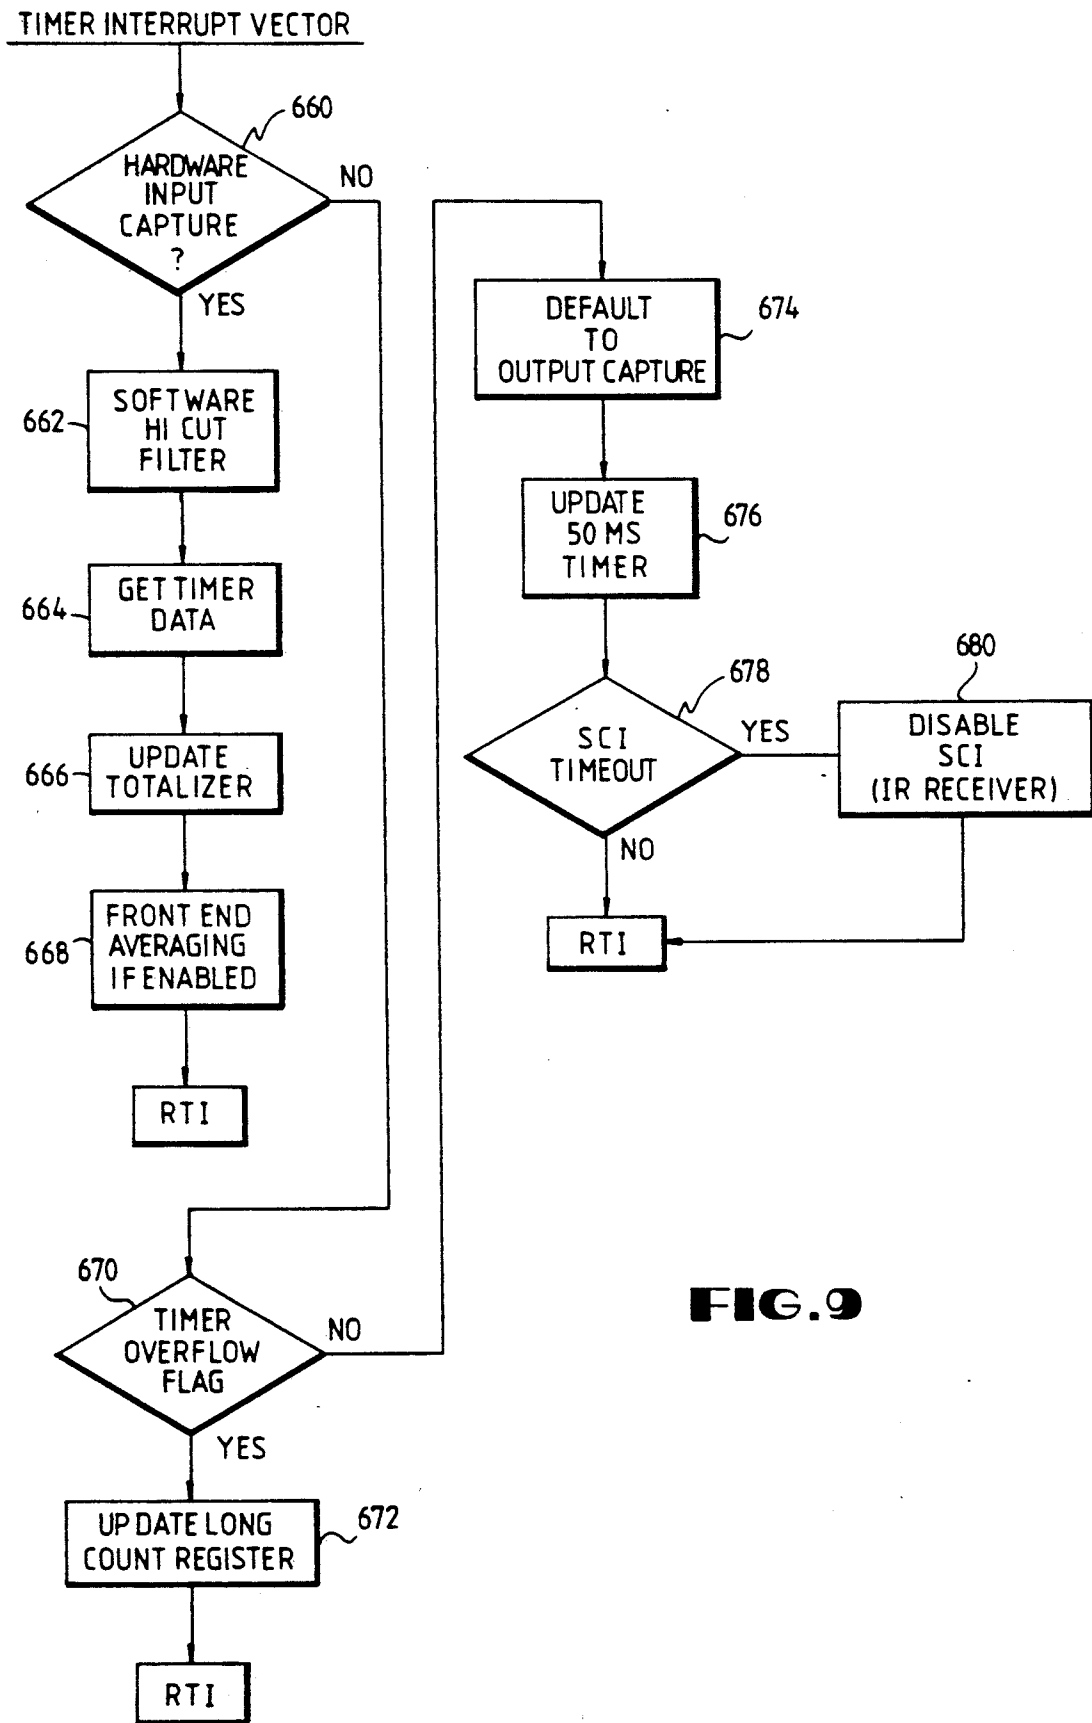 TIMER INTERRUPT VECTOR
660
HARDWARE
INPUT
CAPTURE
?
NO
YES
662
SOFTWARE
HI CUT
FILTER
664
GET TIMER
DATA
666
UPDATE
TOTALIZER
668
FRONT END
AVERAGING
IF ENABLED
RTI
670
TIMER
OVERFLOW
FLAG
NO
YES
UPDATE LONG
COUNT REGISTER
672
RTI
DEFAULT
TO
OUTPUT CAPTURE
674
UPDATE
50 MS
TIMER
676
678
SCI
TIMEOUT
YES
NO
680
DISABLE
SCI
(IR RECEIVER)
RTI
FIG.9